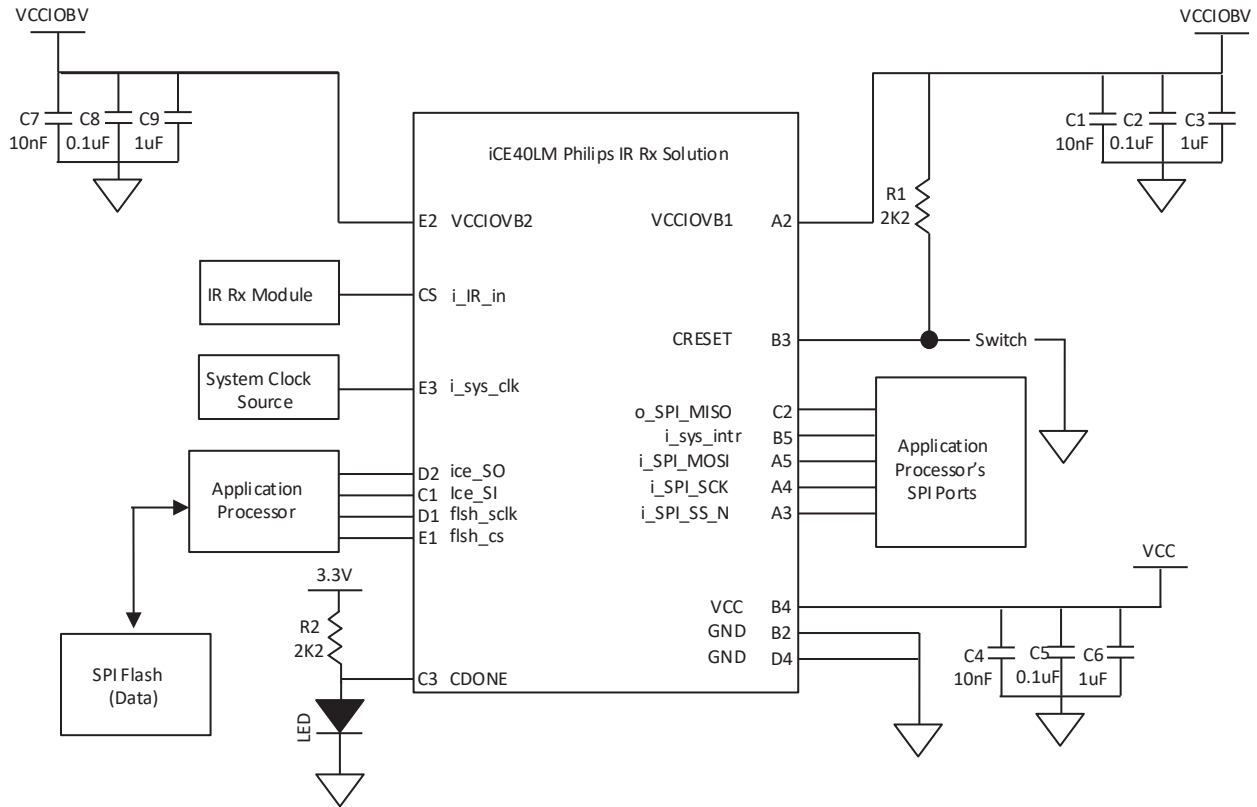 VCCIOBV
C7
10nF
C8
0.1uF
C9
1uF
VCCIOBV
C1
10nF
C2
0.1uF
C3
1uF
iCE40LM Philips IR Rx Solution
R1
2K2
E2 VCCIOVB2
VCCIOVB1 A2
IR Rx Module
CS i_IR_in
CRESET B3
Switch
System Clock
Source
E3 i_sys_clk
o_SPI_MISO C2
i_sys_intr B5
i_SPI_MOSI A5
i_SPI_SCK A4
i_SPI_SS_N A3
Application
Processor's
SPI Ports
Application
Processor
D2 ice_SO
C1 Ice_SI
D1 flsh_sclk
E1 flsh_cs
3.3V
R2
2K2
VCC
VCC B4
GND B2
GND D4
C4
10nF
C5
0.1uF
C6
1uF
SPI Flash
(Data)
C3 CDONE
LED